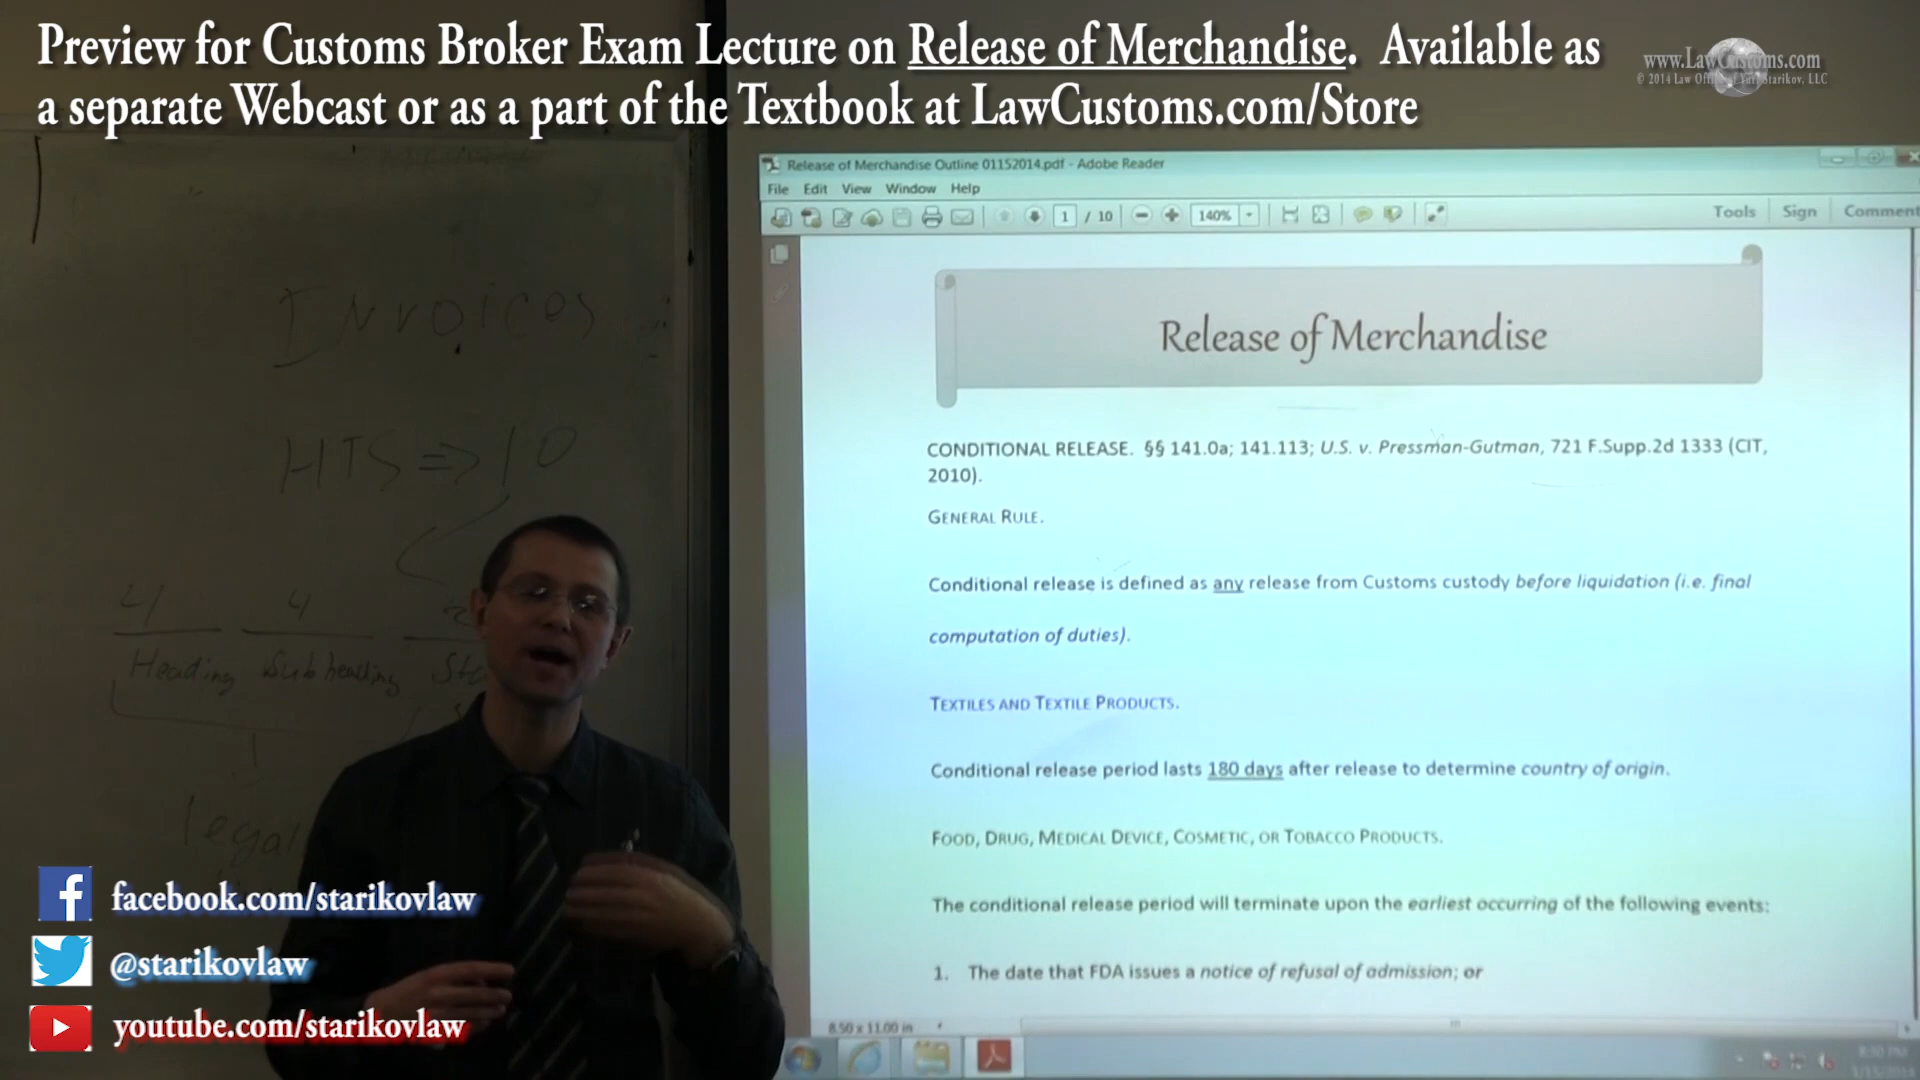 Preview for Customs Broker Exam Lecture on Release of Merchandise. Available as
a separate Webcast or as a part of the Textbook at LawCustoms.com/Store
www.LawCustoms.com
Release of Merchandise Outline 01152014.pdf - Adobe Reader
File Edit View Window Help
1 / 10 140% Tools Sign Comment
Release of Merchandise
CONDITIONAL RELEASE. §§ 141.0a; 141.113; U.S. v. Pressman-Gutman, 721 F.Supp.2d 1333 (CIT,
2010).
GENERAL RULE.
Conditional release is defined as any release from Customs custody before liquidation (i.e. final
computation of duties).
TEXTILES AND TEXTILE PRODUCTS.
Conditional release period lasts 180 days after release to determine country of origin.
FOOD, DRUG, MEDICAL DEVICE, COSMETIC, OR TOBACCO PRODUCTS.
The conditional release period will terminate upon the earliest occurring of the following events:
1. The date that FDA issues a notice of refusal of admission; or
8.50 x 11.00 in
Invoices
HTS => 10
4 4 2
Heading Subheading
legal
facebook.com/starikovlaw
@starikovlaw
youtube.com/starikovlaw